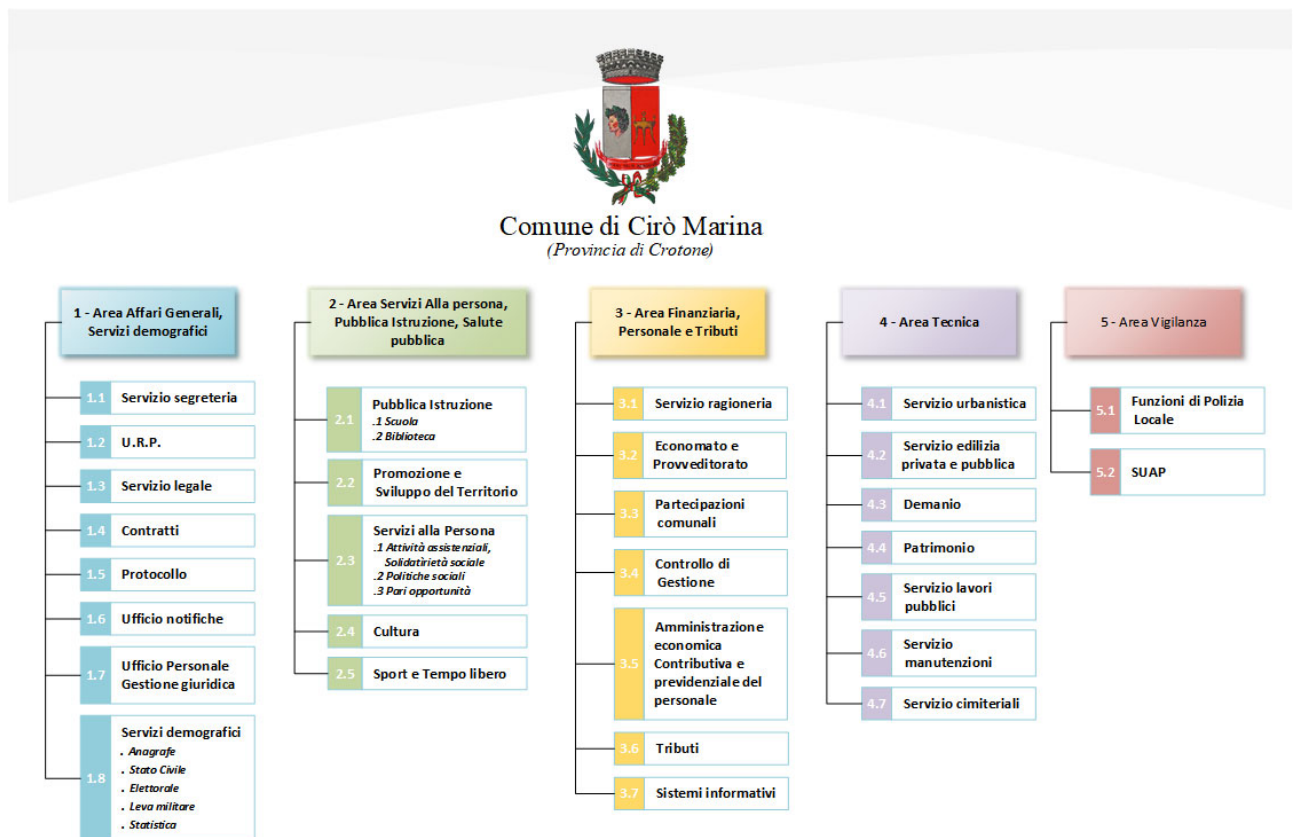 Comune di Cirò Marina
(Provincia di Crotone)
1 - Area Affari Generali,
Servizi demografici
1.1 Servizio segreteria
1.2 U.R.P.
1.3 Servizio legale
1.4 Contratti
1.5 Protocollo
1.6 Ufficio notifiche
1.7 Ufficio Personale
Gestione giuridica
1.8 Servizi demografici
. Anagrafe
. Stato Civile
. Elettorale
. Leva militare
. Statistica
2 - Area Servizi Alla persona,
Pubblica Istruzione, Salute
pubblica
2.1 Pubblica Istruzione
.1 Scuola
.2 Biblioteca
2.2 Promozione e
Sviluppo del Territorio
2.3 Servizi alla Persona
.1 Attività assistenziali,
Solidatìrietà sociale
.2 Politiche sociali
.3 Pari opportunità
2.4 Cultura
2.5 Sport e Tempo libero
3 - Area Finanziaria,
Personale e Tributi
3.1 Servizio ragioneria
3.2 Economato e
Provveditorato
3.3 Partecipazioni
comunali
3.4 Controllo di
Gestione
3.5 Amministrazione
economica
Contributiva e
previdenziale del
personale
3.6 Tributi
3.7 Sistemi informativi
4 - Area Tecnica
4.1 Servizio urbanistica
4.2 Servizio edilizia
privata e pubblica
4.3 Demanio
4.4 Patrimonio
4.5 Servizio lavori
pubblici
4.6 Servizio
manutenzioni
4.7 Servizio cimiteriali
5 - Area Vigilanza
5.1 Funzioni di Polizia
Locale
5.2 SUAP